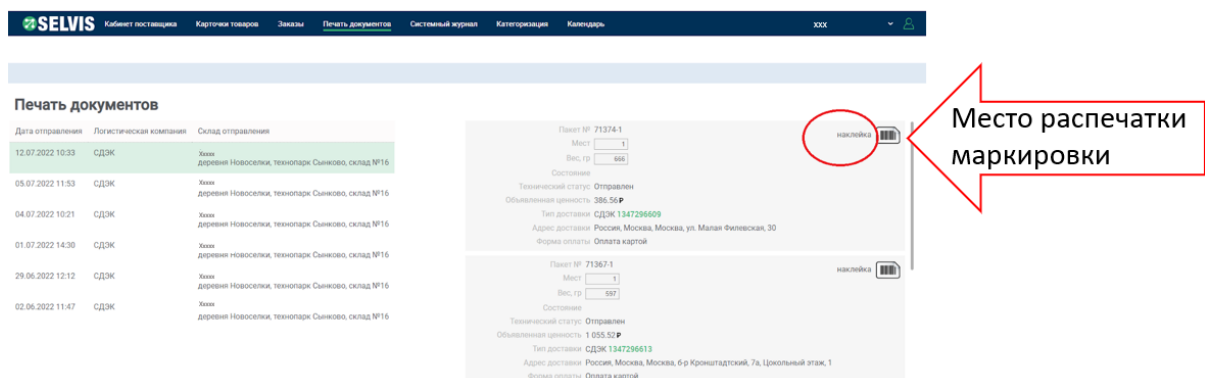 SELVIS Кабинет поставщика Карточки товаров Заказы Печать документов Системный журнал Категоризация Календарь xxx
Печать документов
Дата отправления Логистическая компания Склад отправления
12.07.2022 10:33 СДЭК Xxxxx
деревня Новоселки, технопарк Сынково, склад №16
05.07.2022 11:53 СДЭК Xxxxx
деревня Новоселки, технопарк Сынково, склад №16
04.07.2022 10:21 СДЭК Xxxxx
деревня Новоселки, технопарк Сынково, склад №16
01.07.2022 14:30 СДЭК Xxxxx
деревня Новоселки, технопарк Сынково, склад №16
29.06.2022 12:12 СДЭК Xxxxx
деревня Новоселки, технопарк Сынково, склад №16
02.06.2022 11:47 СДЭК Xxxxx
деревня Новоселки, технопарк Сынково, склад №16
Пакет № 71374-1
наклейка
Мест 1
Вес, гр 666
Состояние
Технический статус Отправлен
Объявленная ценность 386.56₽
Тип доставки СДЭК 1347296609
Адрес доставки Россия, Москва, Москва, ул. Малая Филевская, 30
Форма оплаты Оплата картой
Пакет № 71367-1
наклейка
Мест 1
Вес, гр 597
Состояние
Технический статус Отправлен
Объявленная ценность 1 055.52₽
Тип доставки СДЭК 1347296613
Адрес доставки Россия, Москва, Москва, б-р Кронштадтский, 7а, Цокольный этаж, 1
Форма оплаты Оплата картой
Место распечатки
маркировки